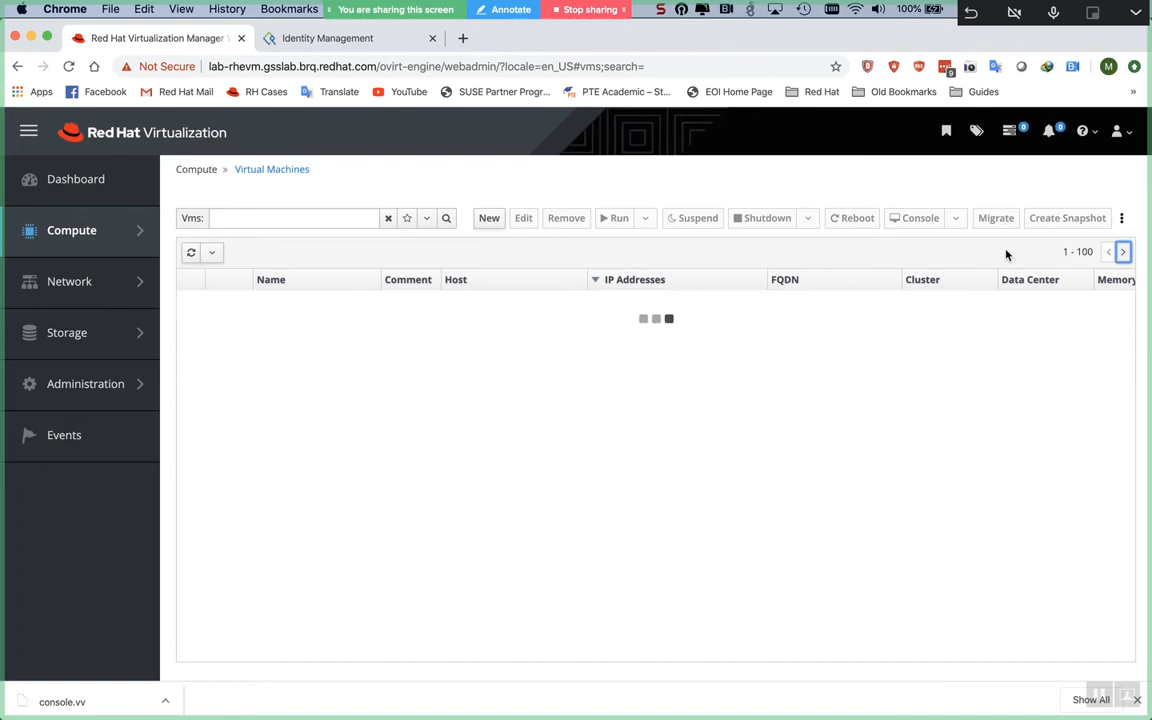 Chrome File Edit View History Bookmarks You are sharing this screen Annotate Stop sharing 100%
Red Hat Virtualization Manager Identity Management
Not Secure lab-rhevm.gsslab.brq.redhat.com/ovirt-engine/webadmin/?locale=en_US#vms;search= 9 M
Apps Facebook Red Hat Mail RH Cases Translate YouTube SUSE Partner Progr... PTE Academic – St... EOI Home Page Red Hat Old Bookmarks Guides »
Red Hat Virtualization 0 0
Compute » Virtual Machines
Dashboard
Compute
Network
Storage
Administration
Events
Vms: New Edit Remove Run Suspend Shutdown Reboot Console Migrate Create Snapshot
1 - 100
Name Comment Host IP Addresses FQDN Cluster Data Center Memory
console.vv Show All